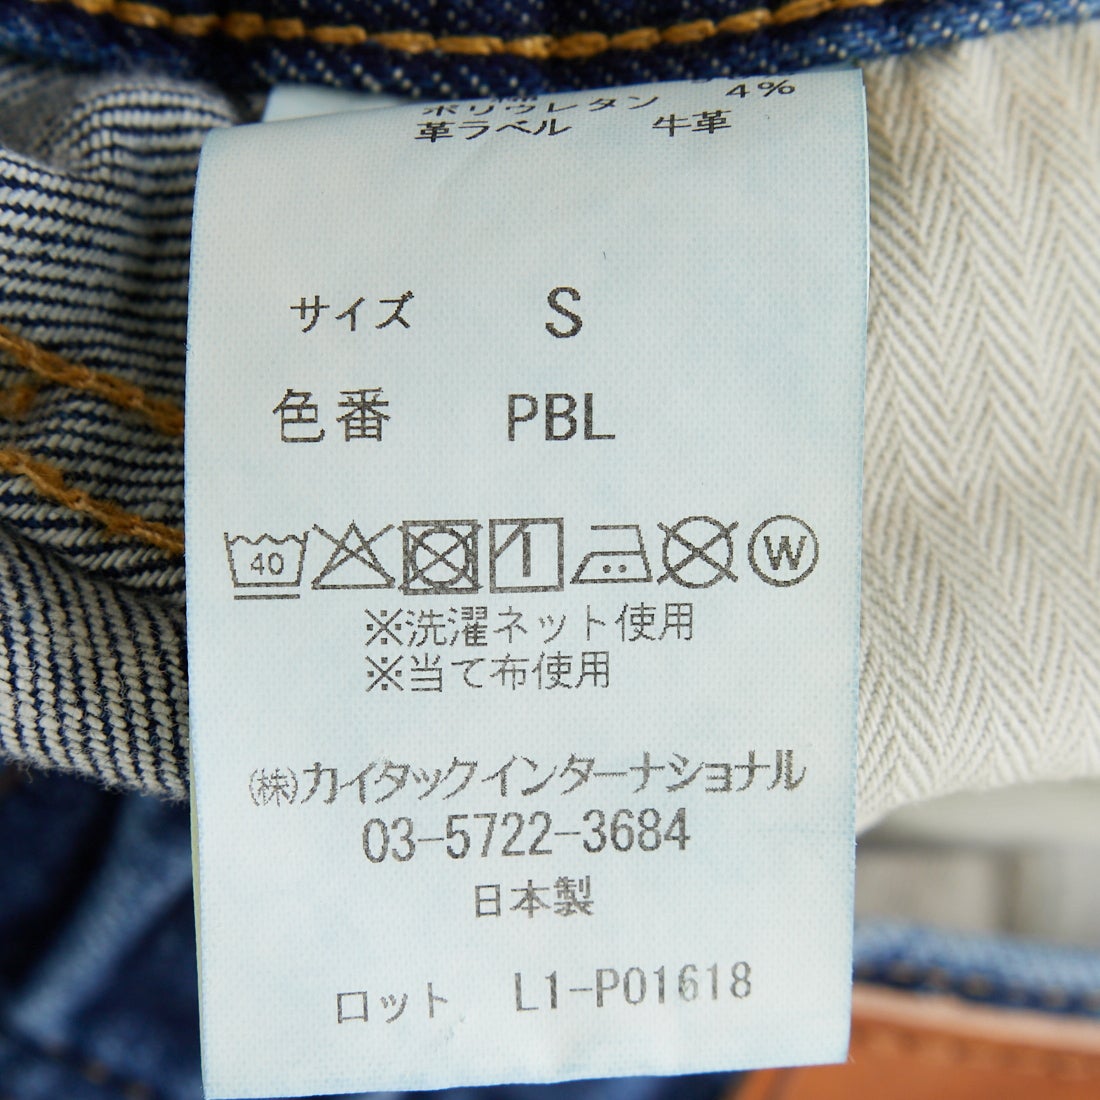 ポリウレタン 4%
革ラベル 牛革
サイズ S
色番 PBL
40 W
※洗濯ネット使用
※当て布使用
㈱カイタックインターナショナル
03-5722-3684
日本製
ロット L1-P01618